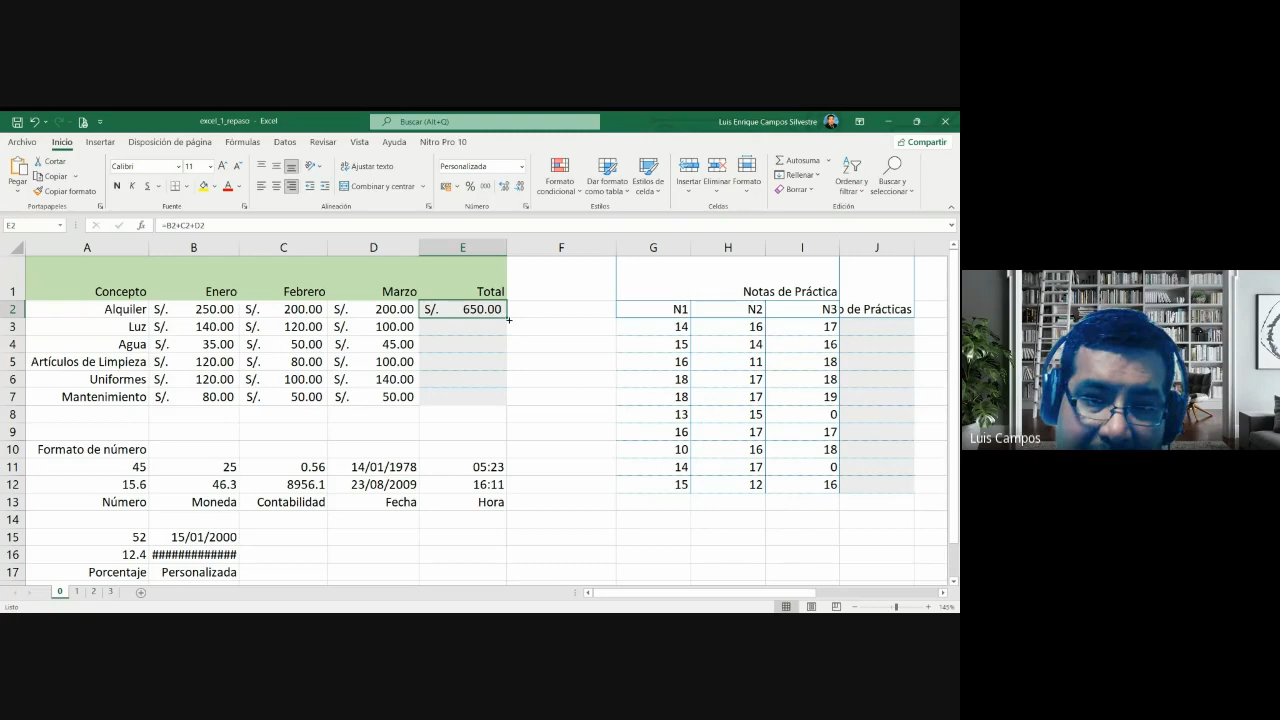 excel_1_repaso - Excel
Buscar (Alt+Q)
Luis Enrique Campos Silvestre
Archivo Inicio Insertar Disposición de página Fórmulas Datos Revisar Vista Ayuda Nitro Pro 10
Compartir
Pegar
Cortar
Copiar
Copiar formato
Portapapeles
Calibri 11
N K S
Fuente
Ajustar texto
Combinar y centrar
Alineación
Personalizada
% 000
Número
Formato condicional
Dar formato como tabla
Estilos de celda
Estilos
Insertar Eliminar Formato
Celdas
Autosuma
Rellenar
Borrar
Ordenar y filtrar
Buscar y seleccionar
Edición
E2 fx =B2+C2+D2
A B C D E F G H I J
1 Concepto Enero Febrero Marzo Total Notas de Práctica
2 Alquiler S/. 250.00 S/. 200.00 S/. 200.00 S/. 650.00 N1 N2 N3 o de Prácticas
3 Luz S/. 140.00 S/. 120.00 S/. 100.00 14 16 17
4 Agua S/. 35.00 S/. 50.00 S/. 45.00 15 14 16
5 Artículos de Limpieza S/. 120.00 S/. 80.00 S/. 100.00 16 11 18
6 Uniformes S/. 120.00 S/. 100.00 S/. 140.00 18 17 18
7 Mantenimiento S/. 80.00 S/. 50.00 S/. 50.00 18 17 19
8 13 15 0
9 16 17 17
10 Formato de número 10 16 18
11 45 25 0.56 14/01/1978 05:23 14 17 0
12 15.6 46.3 8956.1 23/08/2009 16:11 15 12 16
13 Número Moneda Contabilidad Fecha Hora
14
15 52 15/01/2000
16 12.4 #############
17 Porcentaje Personalizada
0 1 2 3
Listo
145%
Luis Campos